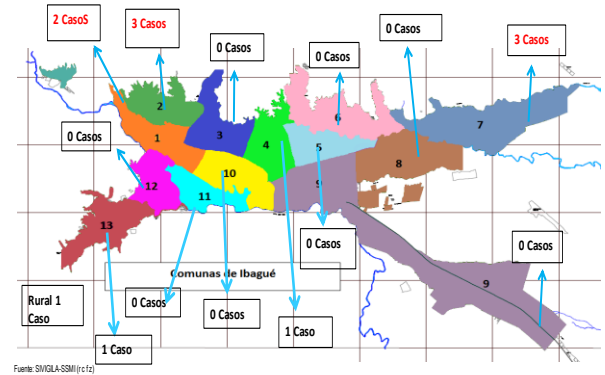 2 CasoS
3 Casos
0 Casos
0 Casos
0 Casos
3 Casos
0 Casos
2
3
6
7
1
4
5
8
12
10
9
11
13
0 Casos
0 Casos
Comunas de Ibagué
9
Rural 1
Caso
0 Casos
0 Casos
1 Caso
1 Caso
Fuente: SIVIGILA-SSMI (rc fz)